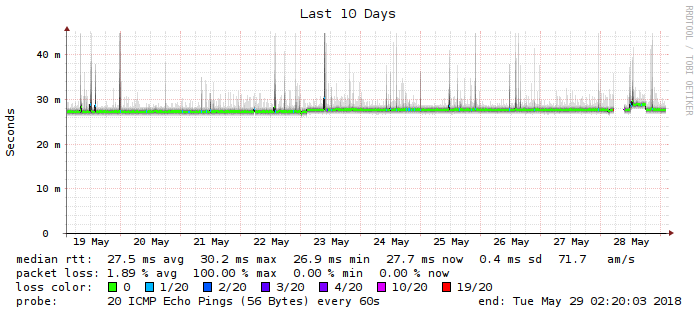 Last 10 Days
RRDTOOL / TOBI OETIKER
Seconds
40 m
30 m
20 m
10 m
0
19 May 20 May 21 May 22 May 23 May 24 May 25 May 26 May 27 May 28 May
median rtt: 27.5 ms avg 30.2 ms max 26.9 ms min 27.7 ms now 0.4 ms sd 71.7 am/s
packet loss: 1.89 % avg 100.00 % max 0.00 % min 0.00 % now
loss color: 0 1/20 2/20 3/20 4/20 10/20 19/20
probe: 20 ICMP Echo Pings (56 Bytes) every 60s end: Tue May 29 02:20:03 2018